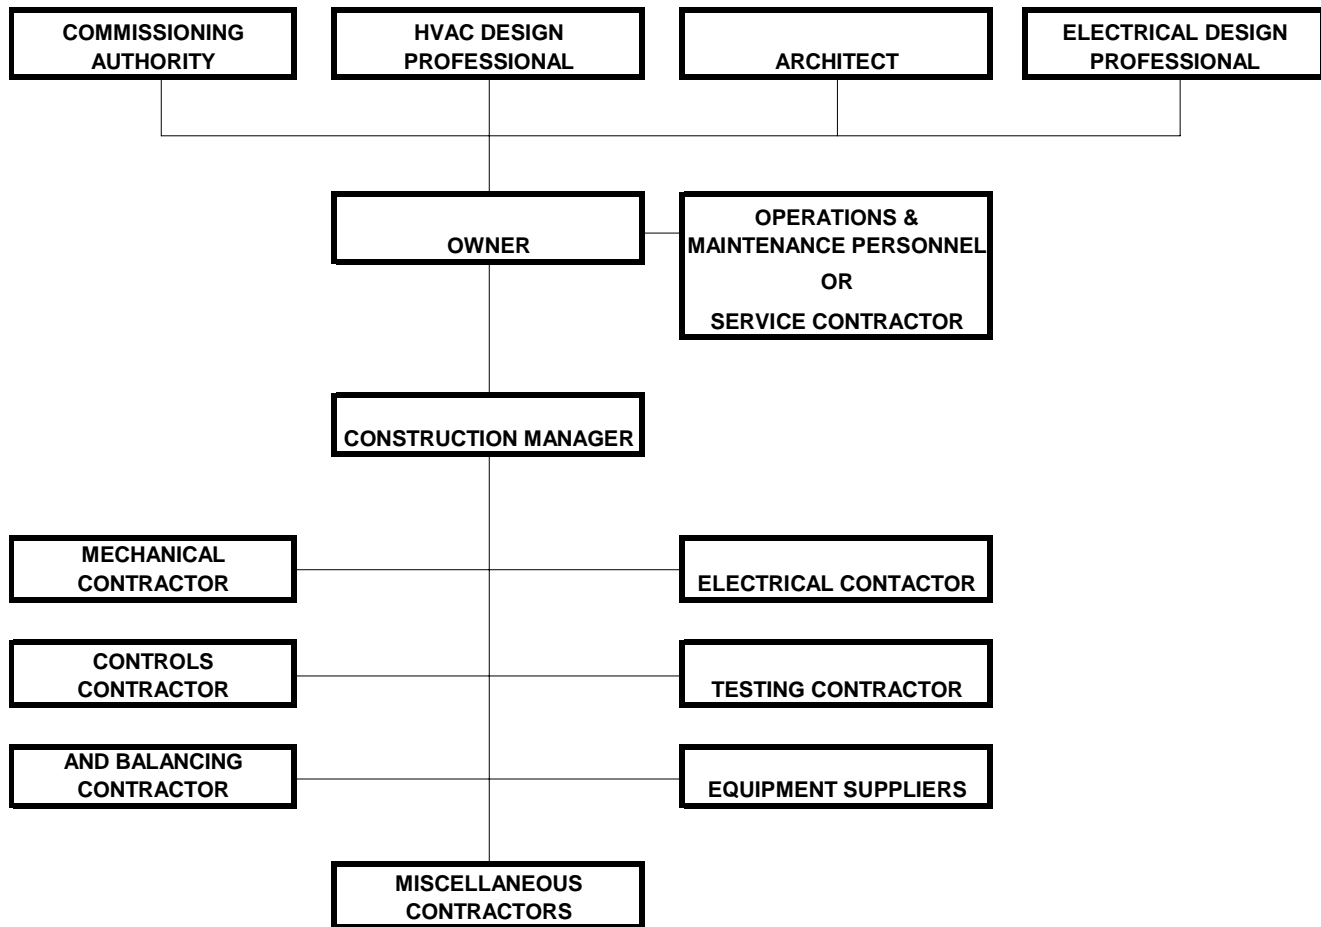 COMMISSIONING
AUTHORITY
HVAC DESIGN
PROFESSIONAL
ARCHITECT
ELECTRICAL DESIGN
PROFESSIONAL
OWNER
OPERATIONS &
MAINTENANCE PERSONNEL
OR
SERVICE CONTRACTOR
CONSTRUCTION MANAGER
MECHANICAL
CONTRACTOR
ELECTRICAL CONTACTOR
CONTROLS
CONTRACTOR
TESTING CONTRACTOR
AND BALANCING
CONTRACTOR
EQUIPMENT SUPPLIERS
MISCELLANEOUS
CONTRACTORS